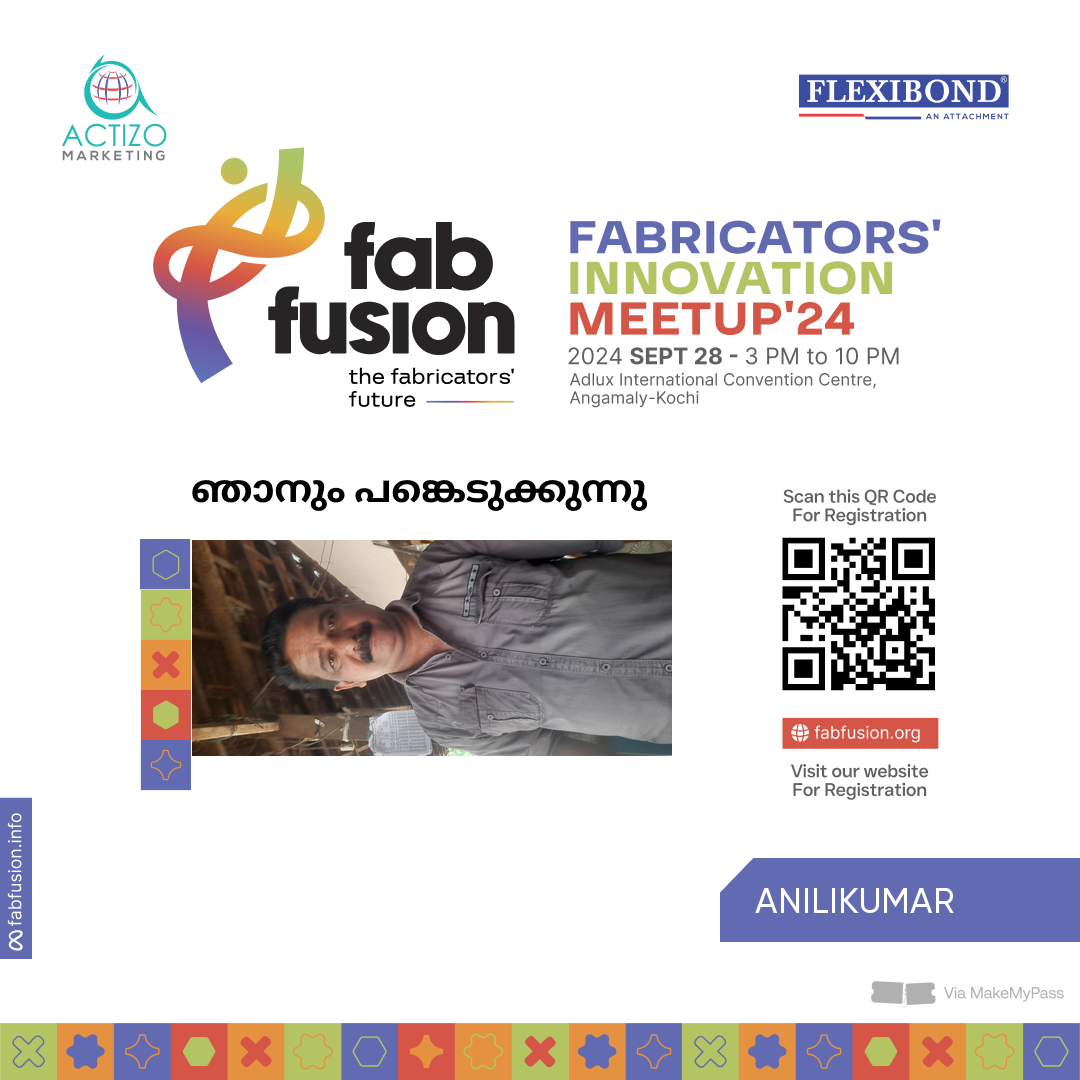 ACTIZO
MARKETING
FLEXIBOND®
AN ATTACHMENT
fab
fusion
the fabricators'
future
FABRICATORS'
INNOVATION
MEETUP'24
2024 SEPT 28 - 3 PM to 10 PM
Adlux International Convention Centre,
Angamaly-Kochi
ഞാനും പങ്കെടുക്കുന്നു
Scan this QR Code
For Registration
fabfusion.org
Visit our website
For Registration
fabfusion.info
ANILIKUMAR
Via MakeMyPass